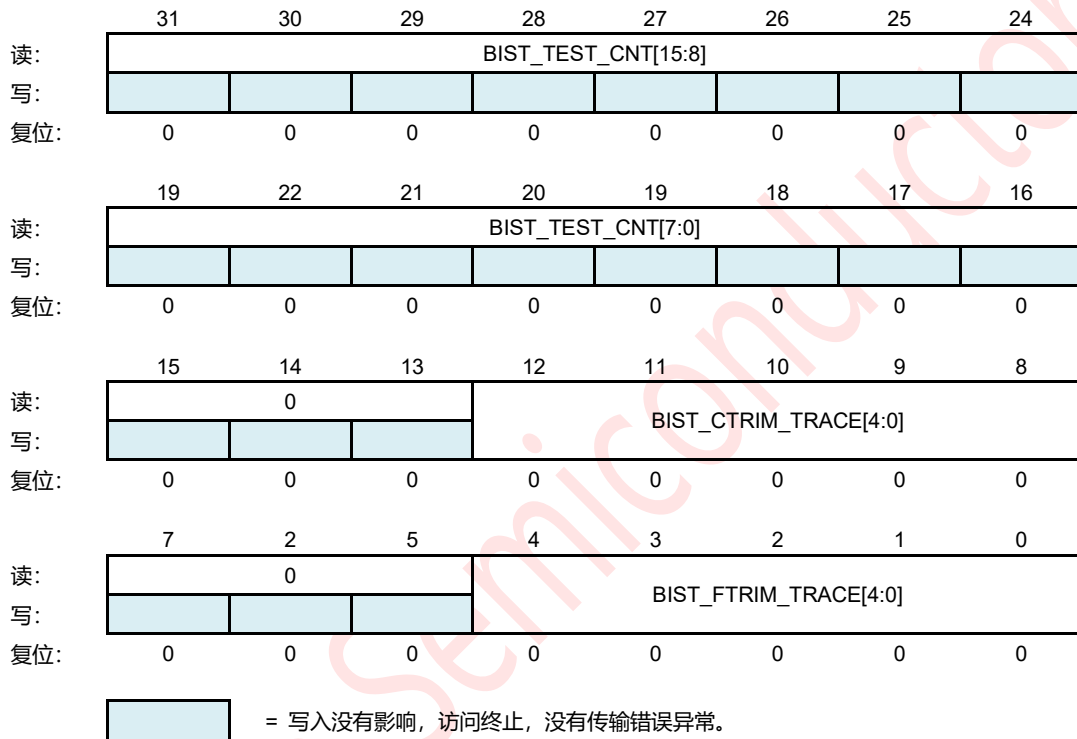 31 30 29 28 27 26 25 24
读： BIST_TEST_CNT[15:8]
写：
复位： 0 0 0 0 0 0 0 0
19 22 21 20 19 18 17 16
读： BIST_TEST_CNT[7:0]
写：
复位： 0 0 0 0 0 0 0 0
15 14 13 12 11 10 9 8
读： 0 BIST_CTRIM_TRACE[4:0]
写：
复位： 0 0 0 0 0 0 0 0
7 2 5 4 3 2 1 0
读： 0 BIST_FTRIM_TRACE[4:0]
写：
复位： 0 0 0 0 0 0 0 0
= 写入没有影响，访问终止，没有传输错误异常。
Semiconductor